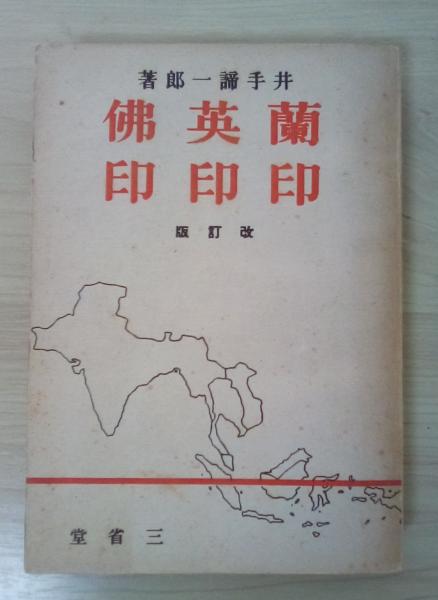 井手諦一郎著
蘭印
英印
佛印
改訂版
三省堂